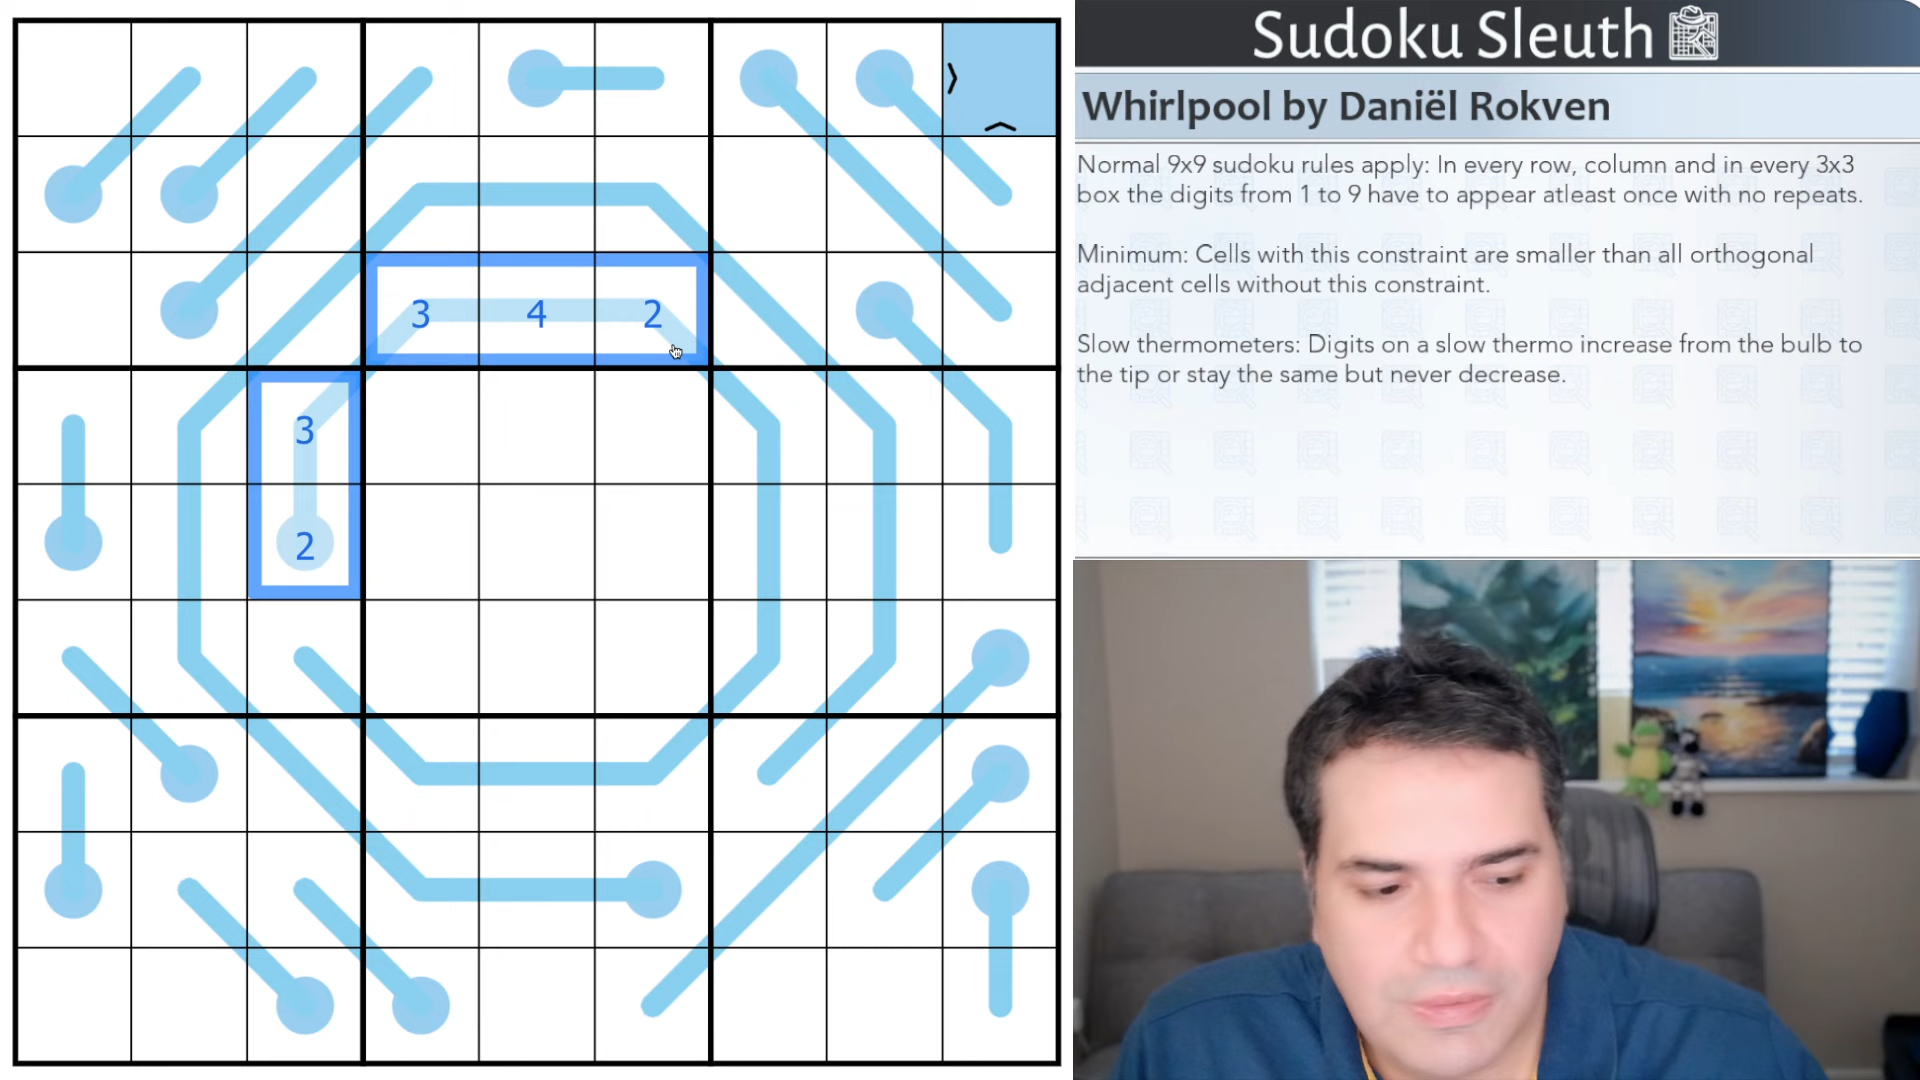 Sudoku Sleuth
Whirlpool by Daniël Rokven
Normal 9x9 sudoku rules apply: In every row, column and in every 3x3
box the digits from 1 to 9 have to appear atleast once with no repeats.
Minimum: Cells with this constraint are smaller than all orthogonal
adjacent cells without this constraint.
Slow thermometers: Digits on a slow thermo increase from the bulb to
the tip or stay the same but never decrease.
3 4 2
3
2